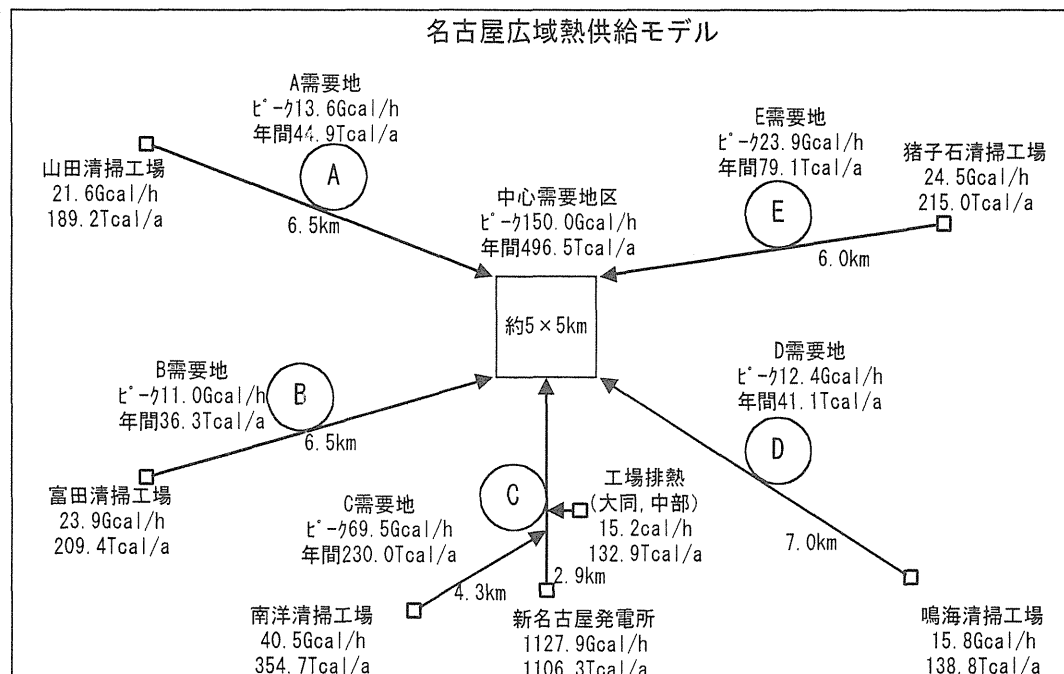 名古屋広域熱供給モデル
A需要地
ピーク13.6Gcal/h
年間44.9Tcal/a
A
山田清掃工場
21.6Gcal/h
189.2Tcal/a
6.5km
中心需要地区
ピーク150.0Gcal/h
年間496.5Tcal/a
約5×5km
E需要地
ピーク23.9Gcal/h
年間79.1Tcal/a
E
猪子石清掃工場
24.5Gcal/h
215.0Tcal/a
6.0km
B需要地
ピーク11.0Gcal/h
年間36.3Tcal/a
B
6.5km
富田清掃工場
23.9Gcal/h
209.4Tcal/a
D需要地
ピーク12.4Gcal/h
年間41.1Tcal/a
D
7.0km
C需要地
ピーク69.5Gcal/h
年間230.0Tcal/a
C
工場排熱
(大同,中部)
15.2cal/h
132.9Tcal/a
4.3km
2.9km
南洋清掃工場
40.5Gcal/h
354.7Tcal/a
新名古屋発電所
1127.9Gcal/h
1106.3Tcal/a
鳴海清掃工場
15.8Gcal/h
138.8Tcal/a